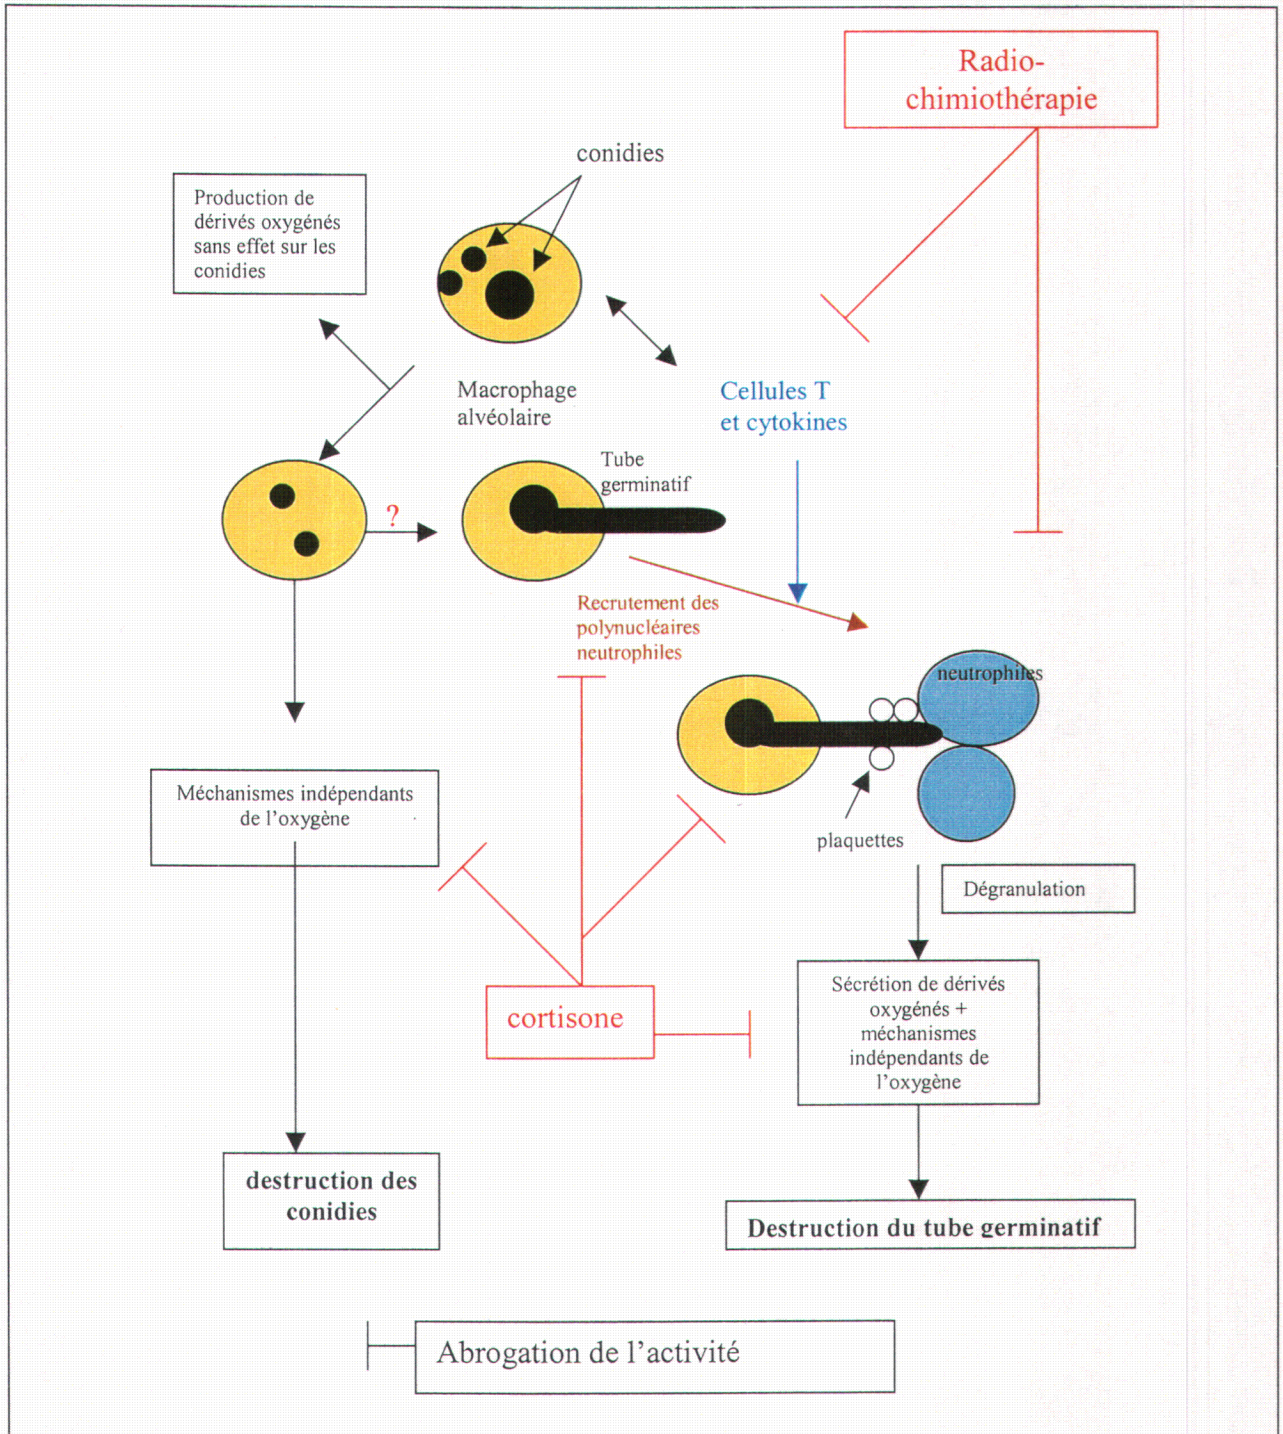 Radio-
chimiothérapie
conidies
Production de
dérivés oxygénés
sans effet sur les
conidies
Macrophage
alvéolaire
Cellules T
et cytokines
Tube
germinatif
?
Recrutement des
polynucléaires
neutrophiles
neutrophiles
Méchanismes indépendants
de l'oxygène
plaquettes
Dégranulation
cortisone
Sécrétion de dérivés
oxygénés +
méchanismes
indépendants de
l'oxygène
destruction des
conidies
Destruction du tube germinatif
Abrogation de l'activité